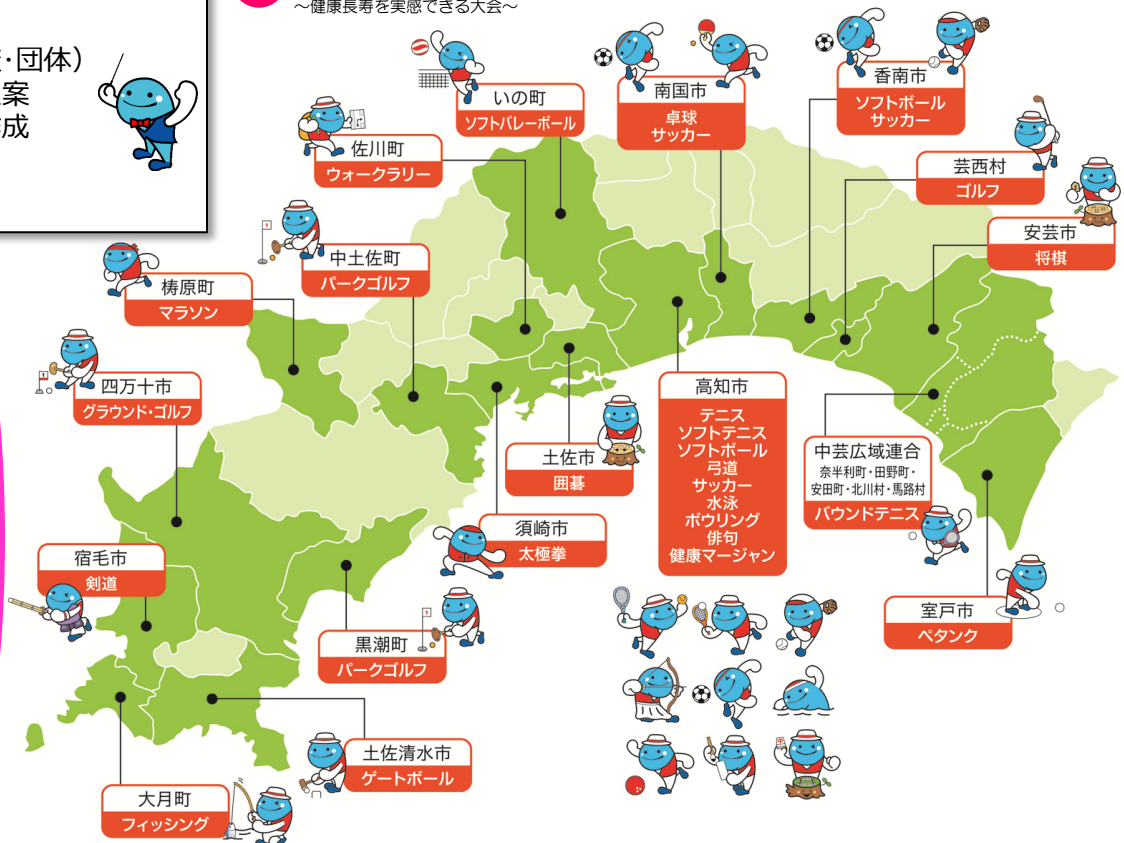 ～健康長寿を実感できる大会～
・団体）
案
成
いの町
ソフトバレーボール
南国市
卓球
サッカー
香南市
ソフトボール
サッカー
佐川町
ウォークラリー
芸西村
ゴルフ
安芸市
将棋
中土佐町
パークゴルフ
梼原町
マラソン
四万十市
グラウンド・ゴルフ
高知市
テニス
ソフトテニス
ソフトボール
弓道
サッカー
水泳
ボウリング
俳句
健康マージャン
土佐市
囲碁
中芸広域連合
奈半利町・田野町・
安田町・北川村・馬路村
バウンドテニス
須崎市
太極拳
宿毛市
剣道
室戸市
ペタンク
黒潮町
パークゴルフ
土佐清水市
ゲートボール
大月町
フィッシング